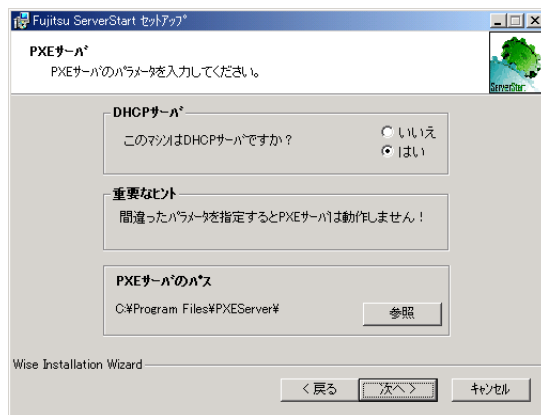 Fujitsu ServerStart ｾｯﾄｱｯﾌﾟ
PXEｻｰﾊﾞ
PXEｻｰﾊﾞのﾊﾟﾗﾒｰﾀを入力してください。
ServerStart
DHCPｻｰﾊﾞ
このﾏｼﾝはDHCPｻｰﾊﾞですか？
いいえ
はい
重要なﾋﾝﾄ
間違ったﾊﾟﾗﾒｰﾀを指定するとPXEｻｰﾊﾞは動作しません！
PXEｻｰﾊﾞのﾊﾟｽ
C:¥Program Files¥PXEServer¥
参照
Wise Installation Wizard
< 戻る
次へ >
ｷｬﾝｾﾙ